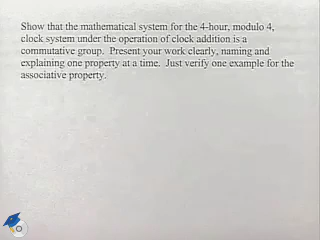 Show that the mathematical system for the 4-hour, modulo 4,
clock system under the operation of clock addition is a
commutative group. Present your work clearly, naming and
explaining one property at a time. Just verify one example for the
associative property.